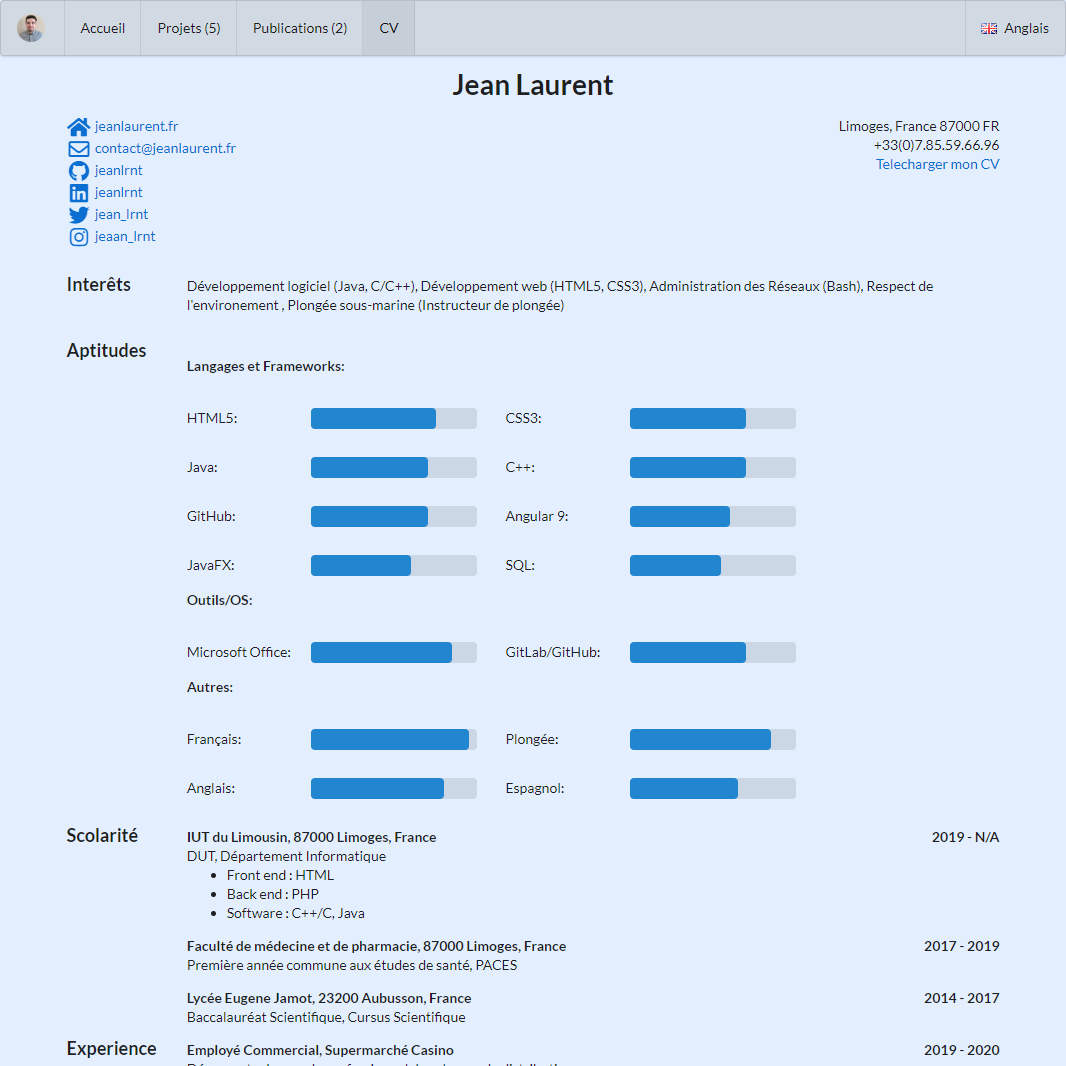 Accueil
Projets (5)
Publications (2)
CV
Anglais
Jean Laurent
jeanlaurent.fr
contact@jeanlaurent.fr
jeanlrnt
jeanlrnt
jean_lrnt
jeaan_lrnt
Limoges, France 87000 FR
+33(0)7.85.59.66.96
Telecharger mon CV
Interêts
Développement logiciel (Java, C/C++), Développement web (HTML5, CSS3), Administration des Réseaux (Bash), Respect de
l'environement , Plongée sous-marine (Instructeur de plongée)
Aptitudes
Langages et Frameworks:
HTML5:
CSS3:
Java:
C++:
GitHub:
Angular 9:
JavaFX:
SQL:
Outils/OS:
Microsoft Office:
GitLab/GitHub:
Autres:
Français:
Plongée:
Anglais:
Espagnol:
Scolarité
IUT du Limousin, 87000 Limoges, France
2019 - N/A
DUT, Département Informatique
• Front end : HTML
• Back end : PHP
• Software : C++/C, Java
Faculté de médecine et de pharmacie, 87000 Limoges, France
2017 - 2019
Première année commune aux études de santé, PACES
Lycée Eugene Jamot, 23200 Aubusson, France
2014 - 2017
Baccalauréat Scientifique, Cursus Scientifique
Experience
Employé Commercial, Supermarché Casino
2019 - 2020